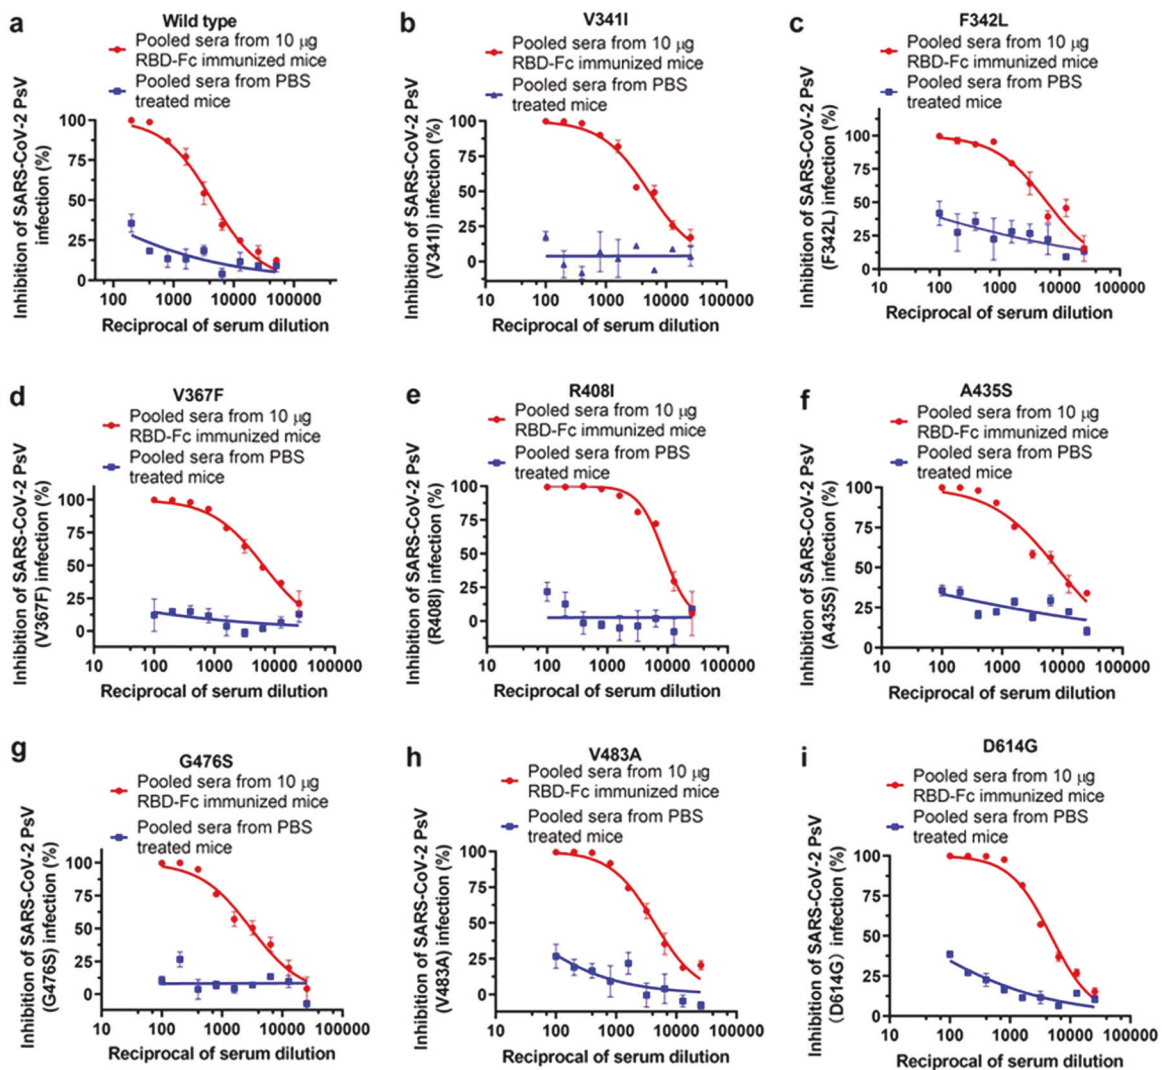 a
Wild type
Pooled sera from 10 μg
RBD-Fc immunized mice
Pooled sera from PBS
treated mice
Inhibition of SARS-CoV-2 PsV
infection (%)
100
75
50
25
0
100 1000 10000 100000
Reciprocal of serum dilution
b
V341I
Pooled sera from 10 μg
RBD-Fc immunized mice
Pooled sera from PBS
treated mice
Inhibition of SARS-CoV-2 PsV
(V341I) infection (%)
100
75
50
25
0
10 100 1000 10000 100000
Reciprocal of serum dilution
c
F342L
Pooled sera from 10 μg
RBD-Fc immunized mice
Pooled sera from PBS
treated mice
Inhibition of SARS-CoV-2 PsV
(F342L) infection (%)
100
75
50
25
0
10 100 1000 10000 100000
Reciprocal of serum dilution
d
V367F
Pooled sera from 10 μg
RBD-Fc immunized mice
Pooled sera from PBS
treated mice
Inhibition of SARS-CoV-2 PsV
(V367F) infection (%)
100
75
50
25
0
10 100 1000 10000 100000
Reciprocal of serum dilution
e
R408I
Pooled sera from 10 μg
RBD-Fc immunized mice
Pooled sera from PBS
treated mice
Inhibition of SARS-CoV-2 PsV
(R408I) infection (%)
100
75
50
25
0
10 100 1000 10000 100000
Reciprocal of serum dilution
f
A435S
Pooled sera from 10 μg
RBD-Fc immunized mice
Pooled sera from PBS
treated mice
Inhibition of SARS-CoV-2 PsV
(A435S) infection (%)
100
75
50
25
0
10 100 1000 10000 100000
Reciprocal of serum dilution
g
G476S
Pooled sera from 10 μg
RBD-Fc immunized mice
Pooled sera from PBS
treated mice
Inhibition of SARS-CoV-2 PsV
(G476S) infection (%)
100
75
50
25
0
10 100 1000 10000 100000
Reciprocal of serum dilution
h
V483A
Pooled sera from 10 μg
RBD-Fc immunized mice
Pooled sera from PBS
treated mice
Inhibition of SARS-CoV-2 PsV
(V483A) infection (%)
100
75
50
25
0
10 100 1000 10000 100000
Reciprocal of serum dilution
i
D614G
Pooled sera from 10 μg
RBD-Fc immunized mice
Pooled sera from PBS
treated mice
Inhibition of SARS-CoV-2 PsV
（D614G） infection (%)
100
75
50
25
0
10 100 1000 10000 100000
Reciprocal of serum dilution